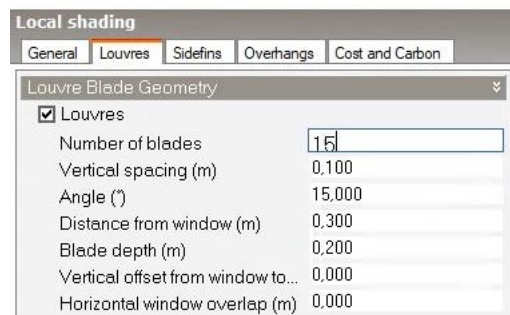 Local shading
General Louvres Sidefins Overhangs Cost and Carbon
Louvre Blade Geometry
Louvres
Number of blades 15
Vertical spacing (m) 0,100
Angle (°) 15,000
Distance from window (m) 0,300
Blade depth (m) 0,200
Vertical offset from window to... 0,000
Horizontal window overlap (m) 0,000